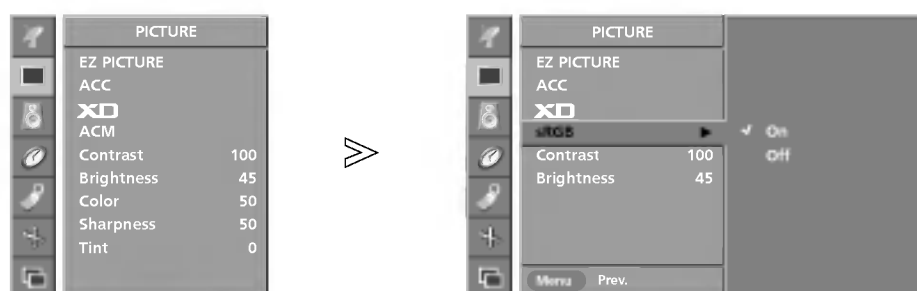 PICTURE
EZ PICTURE
ACC
XD
ACM
Contrast 100
Brightness 45
Color 50
Sharpness 50
Tint 0
PICTURE
EZ PICTURE
ACC
XD
sRGB
Contrast 100
Brightness 45
Menu Prev.
On
Off